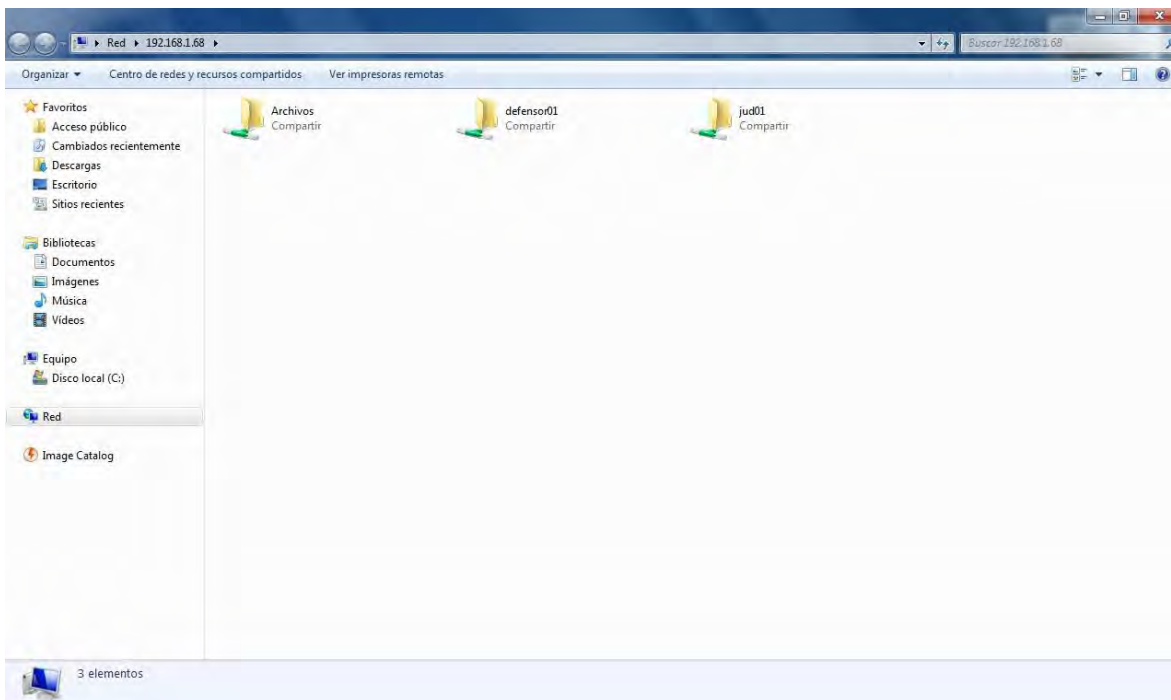 Red ▸ 192.168.1.68 ▸
Buscar 192.168.1.68
Organizar Centro de redes y recursos compartidos Ver impresoras remotas
Favoritos
Acceso público
Cambiados recientemente
Descargas
Escritorio
Sitios recientes
Bibliotecas
Documentos
Imágenes
Música
Vídeos
Equipo
Disco local (C:)
Red
Image Catalog
Archivos
Compartir
defensor01
Compartir
jud01
Compartir
3 elementos